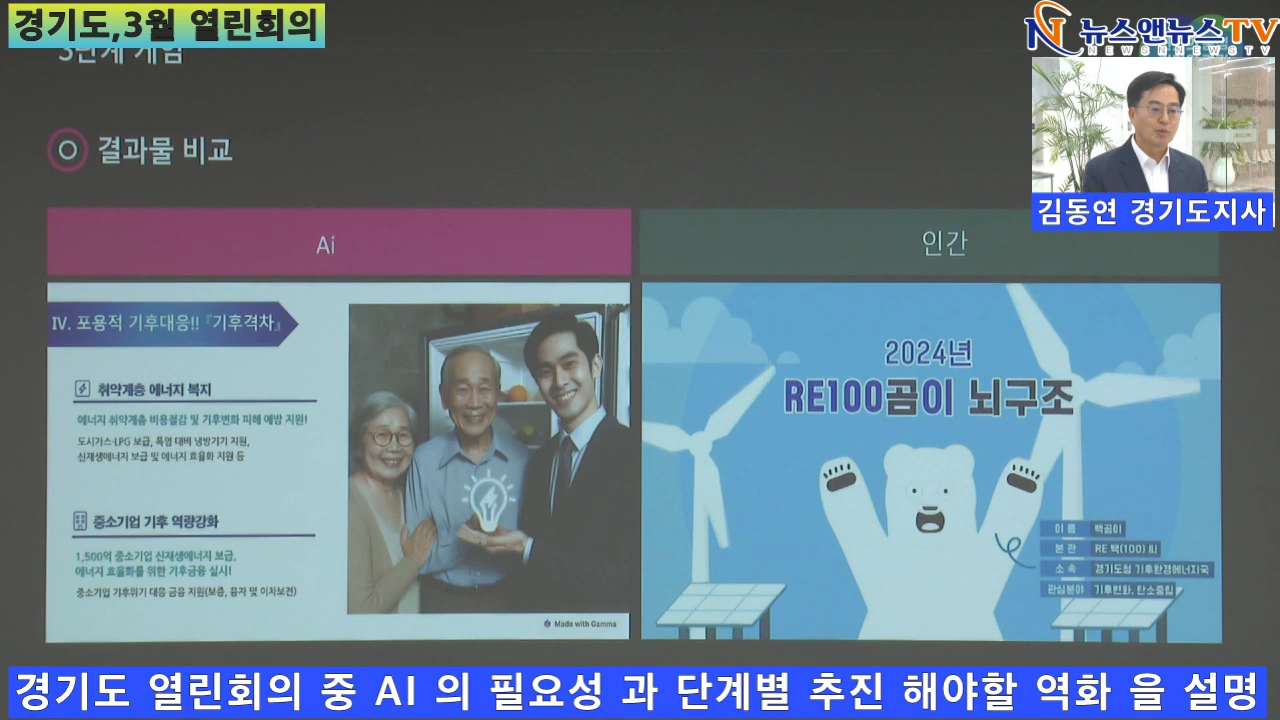 경기도,3월 열린회의
뉴스앤뉴스TV
NEWSNNEWSTV
3단계 게임
결과물 비교
김동연 경기도지사
Ai
인간
Ⅳ. 포용적 기후대응!!『기후격차』
취약계층 에너지 복지
에너지 취약계층 비용절감 및 기후변화 피해 예방 지원!
도시가스·LPG 보급, 폭염 대비 냉방기기 지원,
신재생에너지 보급 및 에너지 효율화 지원 등
중소기업 기후 역량강화
1,500억 중소기업 신재생에너지 보급,
에너지 효율화를 위한 기후금융 실시!
중소기업 기후위기 대응 금융 지원(보증, 융자 및 이차보전)
Made with Gamma
2024년
RE100곰이 뇌구조
이 름 백곰이
본 관 RE 백(100) 씨
소 속 경기도청 기후환경에너지국
관심분야 기후변화, 탄소중립
경기도 열린회의 중 AI 의 필요성 과 단계별 추진 해야할 역화 을 설명